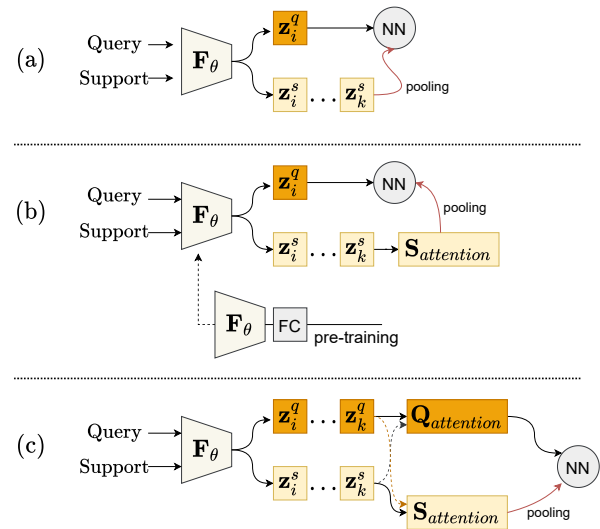 (a)
Query
Support
F_θ
z_i^q
NN
z_i^s ... z_k^s
pooling
(b)
Query
Support
F_θ
z_i^q
NN
pooling
z_i^s ... z_k^s
S_attention
F_θ
FC
pre-training
(c)
Query
Support
F_θ
z_i^q ... z_k^q
Q_attention
z_i^s ... z_k^s
S_attention
NN
pooling